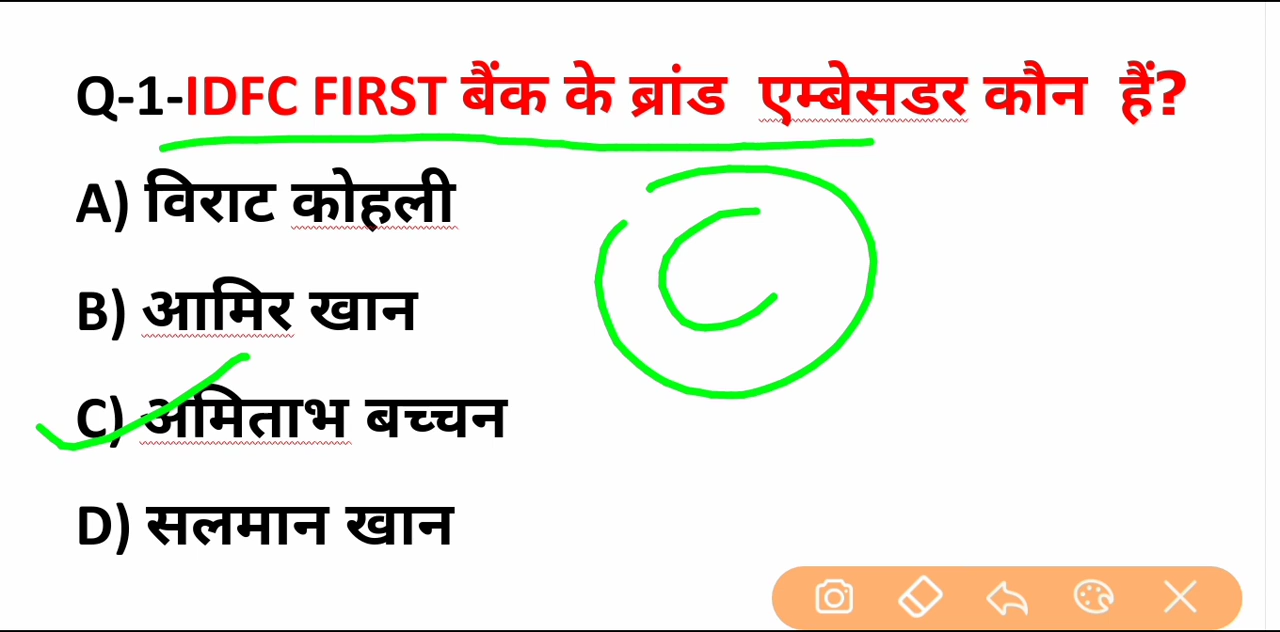 Q-1-IDFC FIRST बैंक के ब्रांड एम्बेसडर कौन हैं?
A) विराट कोहली
B) आमिर खान
C) अमिताभ बच्चन
D) सलमान खान
C